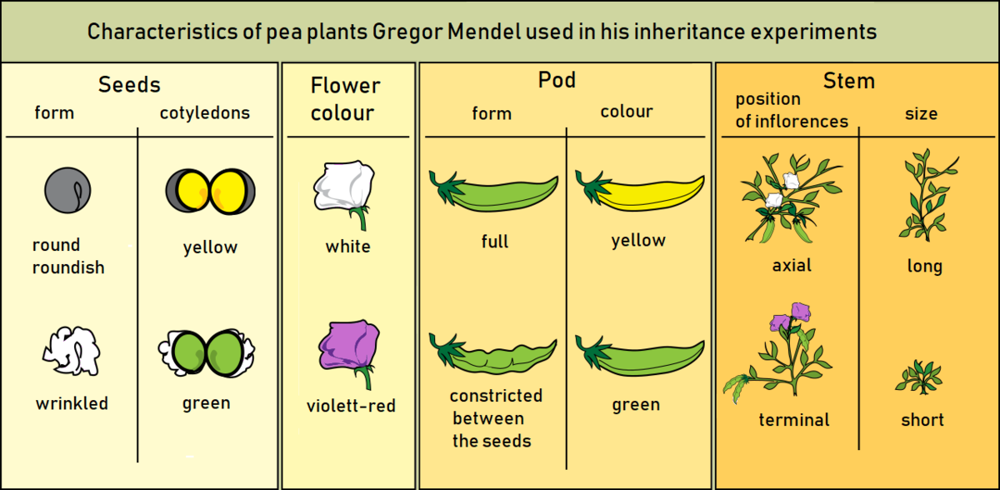 Characteristics of pea plants Gregor Mendel used in his inheritance experiments
Seeds
form
cotyledons
round
roundish
yellow
wrinkled
green
Flower
colour
white
violett-red
Pod
form
colour
full
yellow
constricted
between
the seeds
green
Stem
position
of inflorences
size
axial
long
terminal
short